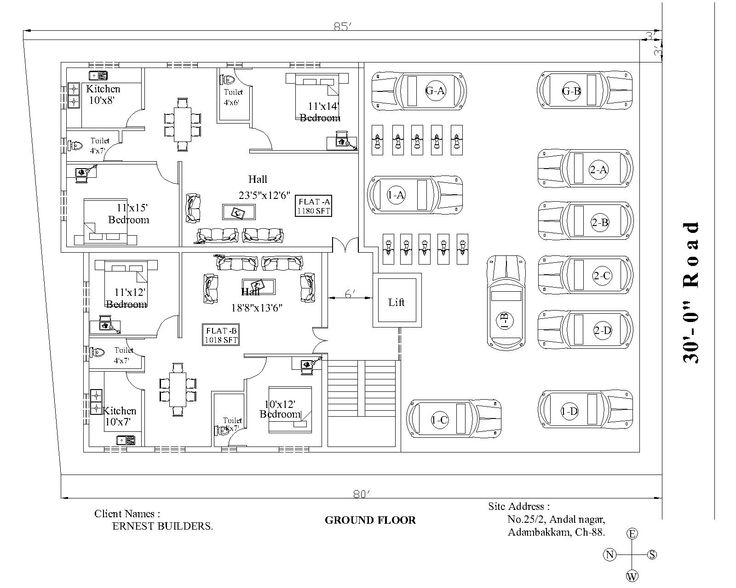 85'
3'
3'
Kitchen
10'x8'
Toilet
4'x6'
11'x14'
Bedroom
G-A
G-B
Toilet
4'x7'
Hall
23'5"x12'6"
FLAT -A
1180 SFT
1-A
2-A
11'x15'
Bedroom
2-B
11'x12'
Bedroom
Hall
18'8"x13'6"
6'
Lift
1-B
2-C
FLAT -B
1018 SFT
2-D
Toilet
4'x7'
Kitchen
10'x7'
Toilet
4'x7'
10'x12'
Bedroom
1-C
1-D
30'- 0" Road
80'
Client Names :
ERNEST BUILDERS.
GROUND FLOOR
Site Address :
No.25/2, Andal nagar,
Adambakkam, Ch-88.
E
N
S
W